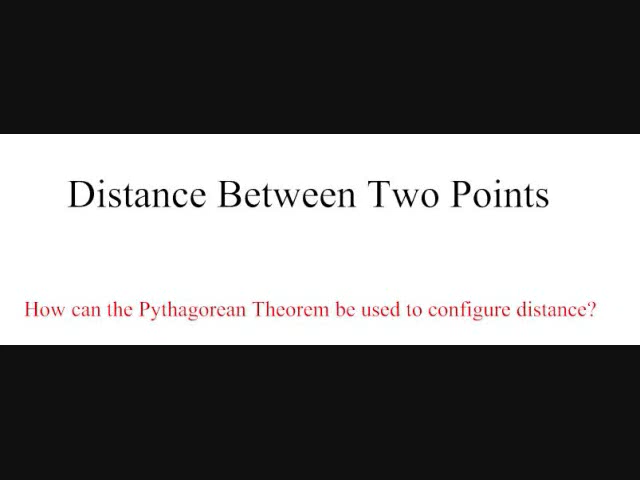 Distance Between Two Points
How can the Pythagorean Theorem be used to configure distance?